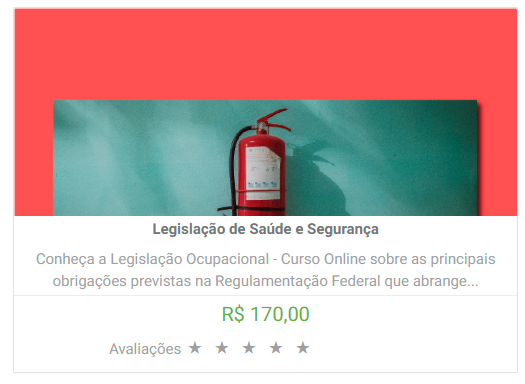 Legislação de Saúde e Segurança
Conheça a Legislação Ocupacional - Curso Online sobre as principais
obrigações previstas na Regulamentação Federal que abrange...
R$ 170,00
Avaliações ★ ★ ★ ★ ★